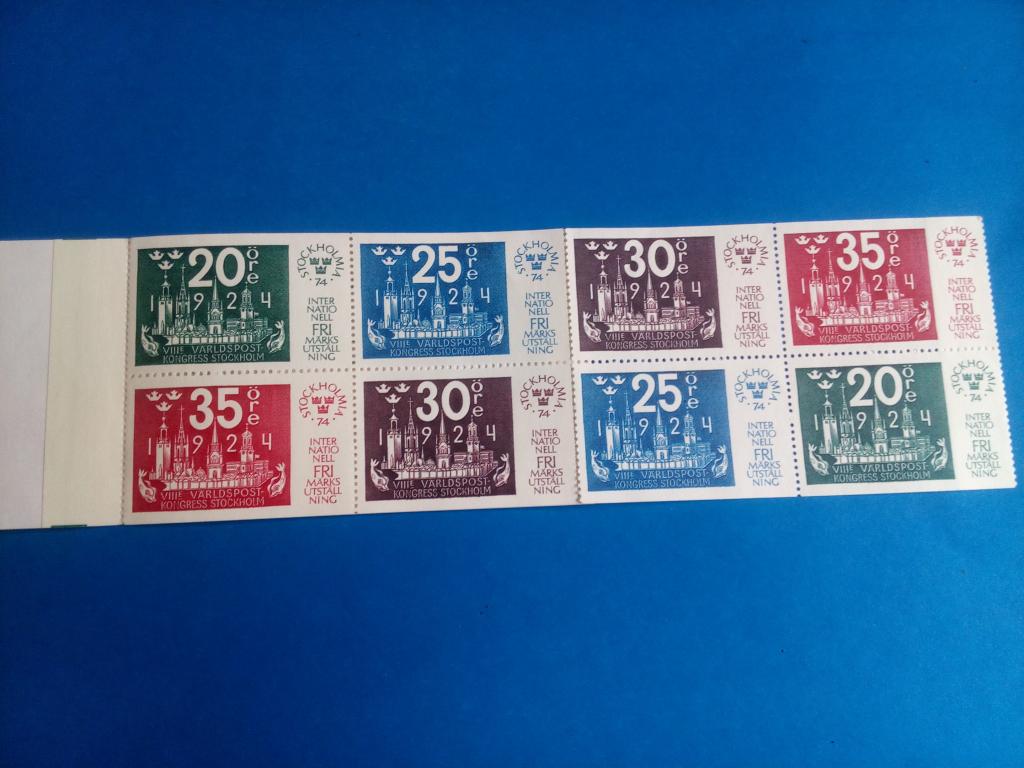 20 öre
1924
VIIIE VÄRLDSPOST-
KONGRESS STOCKHOLM
STOCKHOLMIA
74
INTER
NATIO
NELL
FRI
MÄRKS
UTSTÄLL
NING
25 öre
1924
VIIIE VÄRLDSPOST-
KONGRESS STOCKHOLM
STOCKHOLMIA
74
INTER
NATIO
NELL
FRI
MÄRKS
UTSTÄLL
NING
30 öre
1924
VIIIE VÄRLDSPOST-
KONGRESS STOCKHOLM
STOCKHOLMIA
74
INTER
NATIO
NELL
FRI
MÄRKS
UTSTÄLL
NING
35 öre
1924
VIIIE VÄRLDSPOST-
KONGRESS STOCKHOLM
STOCKHOLMIA
74
INTER
NATIO
NELL
FRI
MÄRKS
UTSTÄLL
NING
35 öre
1924
VIIIE VÄRLDSPOST-
KONGRESS STOCKHOLM
STOCKHOLMIA
74
INTER
NATIO
NELL
FRI
MÄRKS
UTSTÄLL
NING
30 öre
1924
VIIIE VÄRLDSPOST-
KONGRESS STOCKHOLM
STOCKHOLMIA
74
INTER
NATIO
NELL
FRI
MÄRKS
UTSTÄLL
NING
25 öre
1924
VIIIE VÄRLDSPOST-
KONGRESS STOCKHOLM
STOCKHOLMIA
74
INTER
NATIO
NELL
FRI
MÄRKS
UTSTÄLL
NING
20 öre
1924
VIIIE VÄRLDSPOST-
KONGRESS STOCKHOLM
STOCKHOLMIA
74
INTER
NATIO
NELL
FRI
MÄRKS
UTSTÄLL
NING